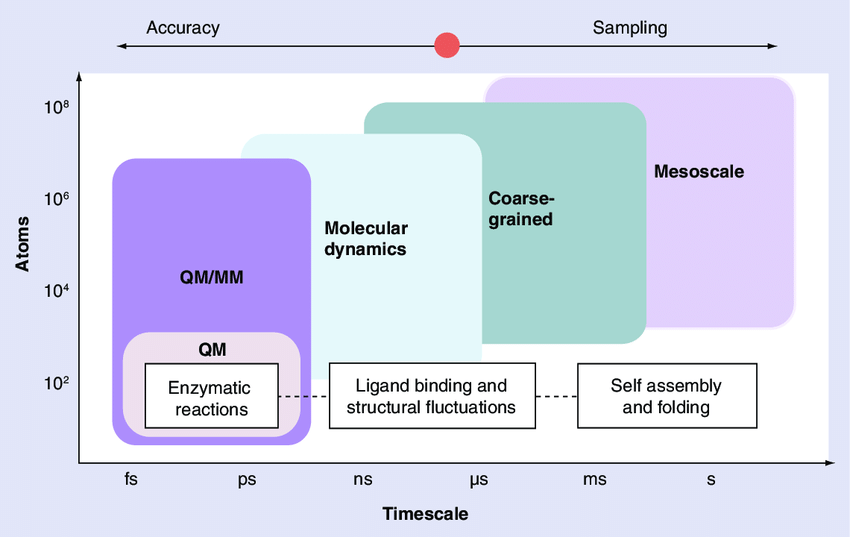 Accuracy
Sampling
10⁸
10⁶
10⁴
10²
Atoms
Mesoscale
Coarse-
grained
Molecular
dynamics
QM/MM
QM
Enzymatic
reactions
Ligand binding and
structural fluctuations
Self assembly
and folding
fs
ps
ns
μs
ms
s
Timescale